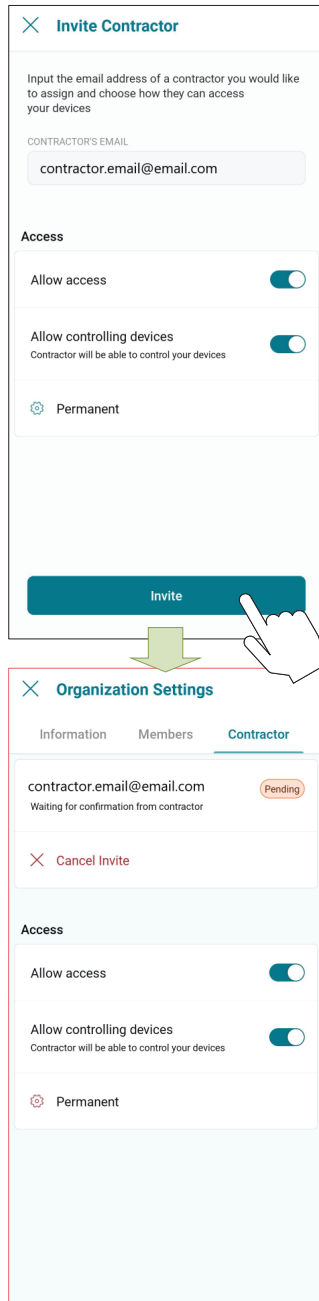 Invite Contractor
Input the email address of a contractor you would like
to assign and choose how they can access
your devices
CONTRACTOR'S EMAIL
contractor.email@email.com
Access
Allow access
Allow controlling devices
Contractor will be able to control your devices
Permanent
Invite
Organization Settings
Information Members Contractor
contractor.email@email.com Pending
Waiting for confirmation from contractor
Cancel Invite
Access
Allow access
Allow controlling devices
Contractor will be able to control your devices
Permanent